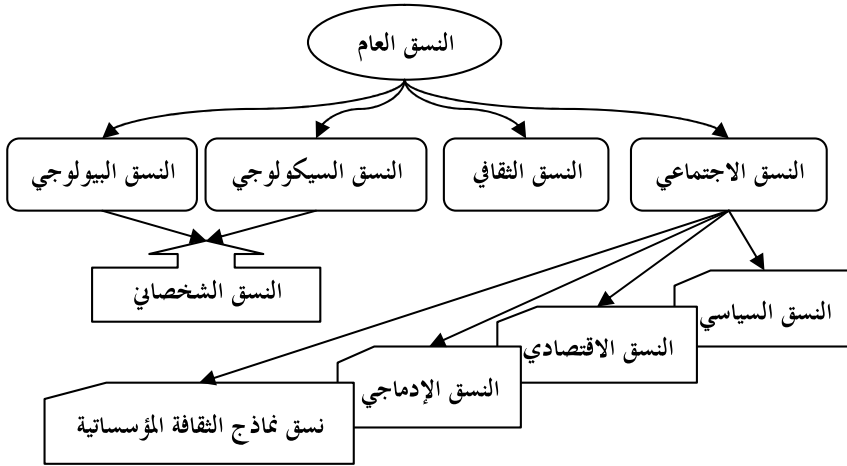 النسق العام
النسق الاجتماعي
النسق الثقافي
النسق السيكولوجي
النسق البيولوجي
النسق الشخصاني
النسق السياسي
النسق الاقتصادي
النسق الإدماجي
نسق نماذج الثقافة المؤسساتية